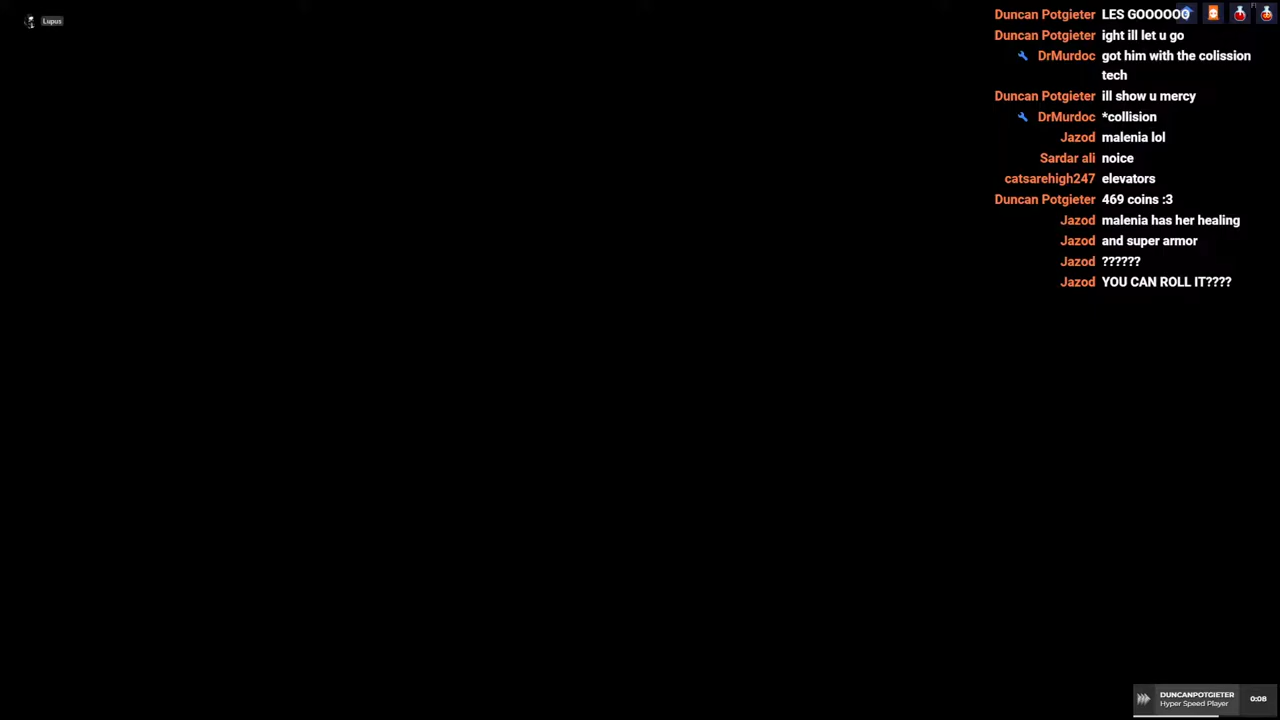 Lupus
Duncan Potgieter LES GOOOOOO
Duncan Potgieter ight ill let u go
DrMurdoc got him with the colission
tech
Duncan Potgieter ill show u mercy
DrMurdoc *collision
Jazod malenia lol
Sardar ali noice
catsarehigh247 elevators
Duncan Potgieter 469 coins :3
Jazod malenia has her healing
Jazod and super armor
Jazod ??????
Jazod YOU CAN ROLL IT????
DUNCANPOTGIETER
Hyper Speed Player
0:08